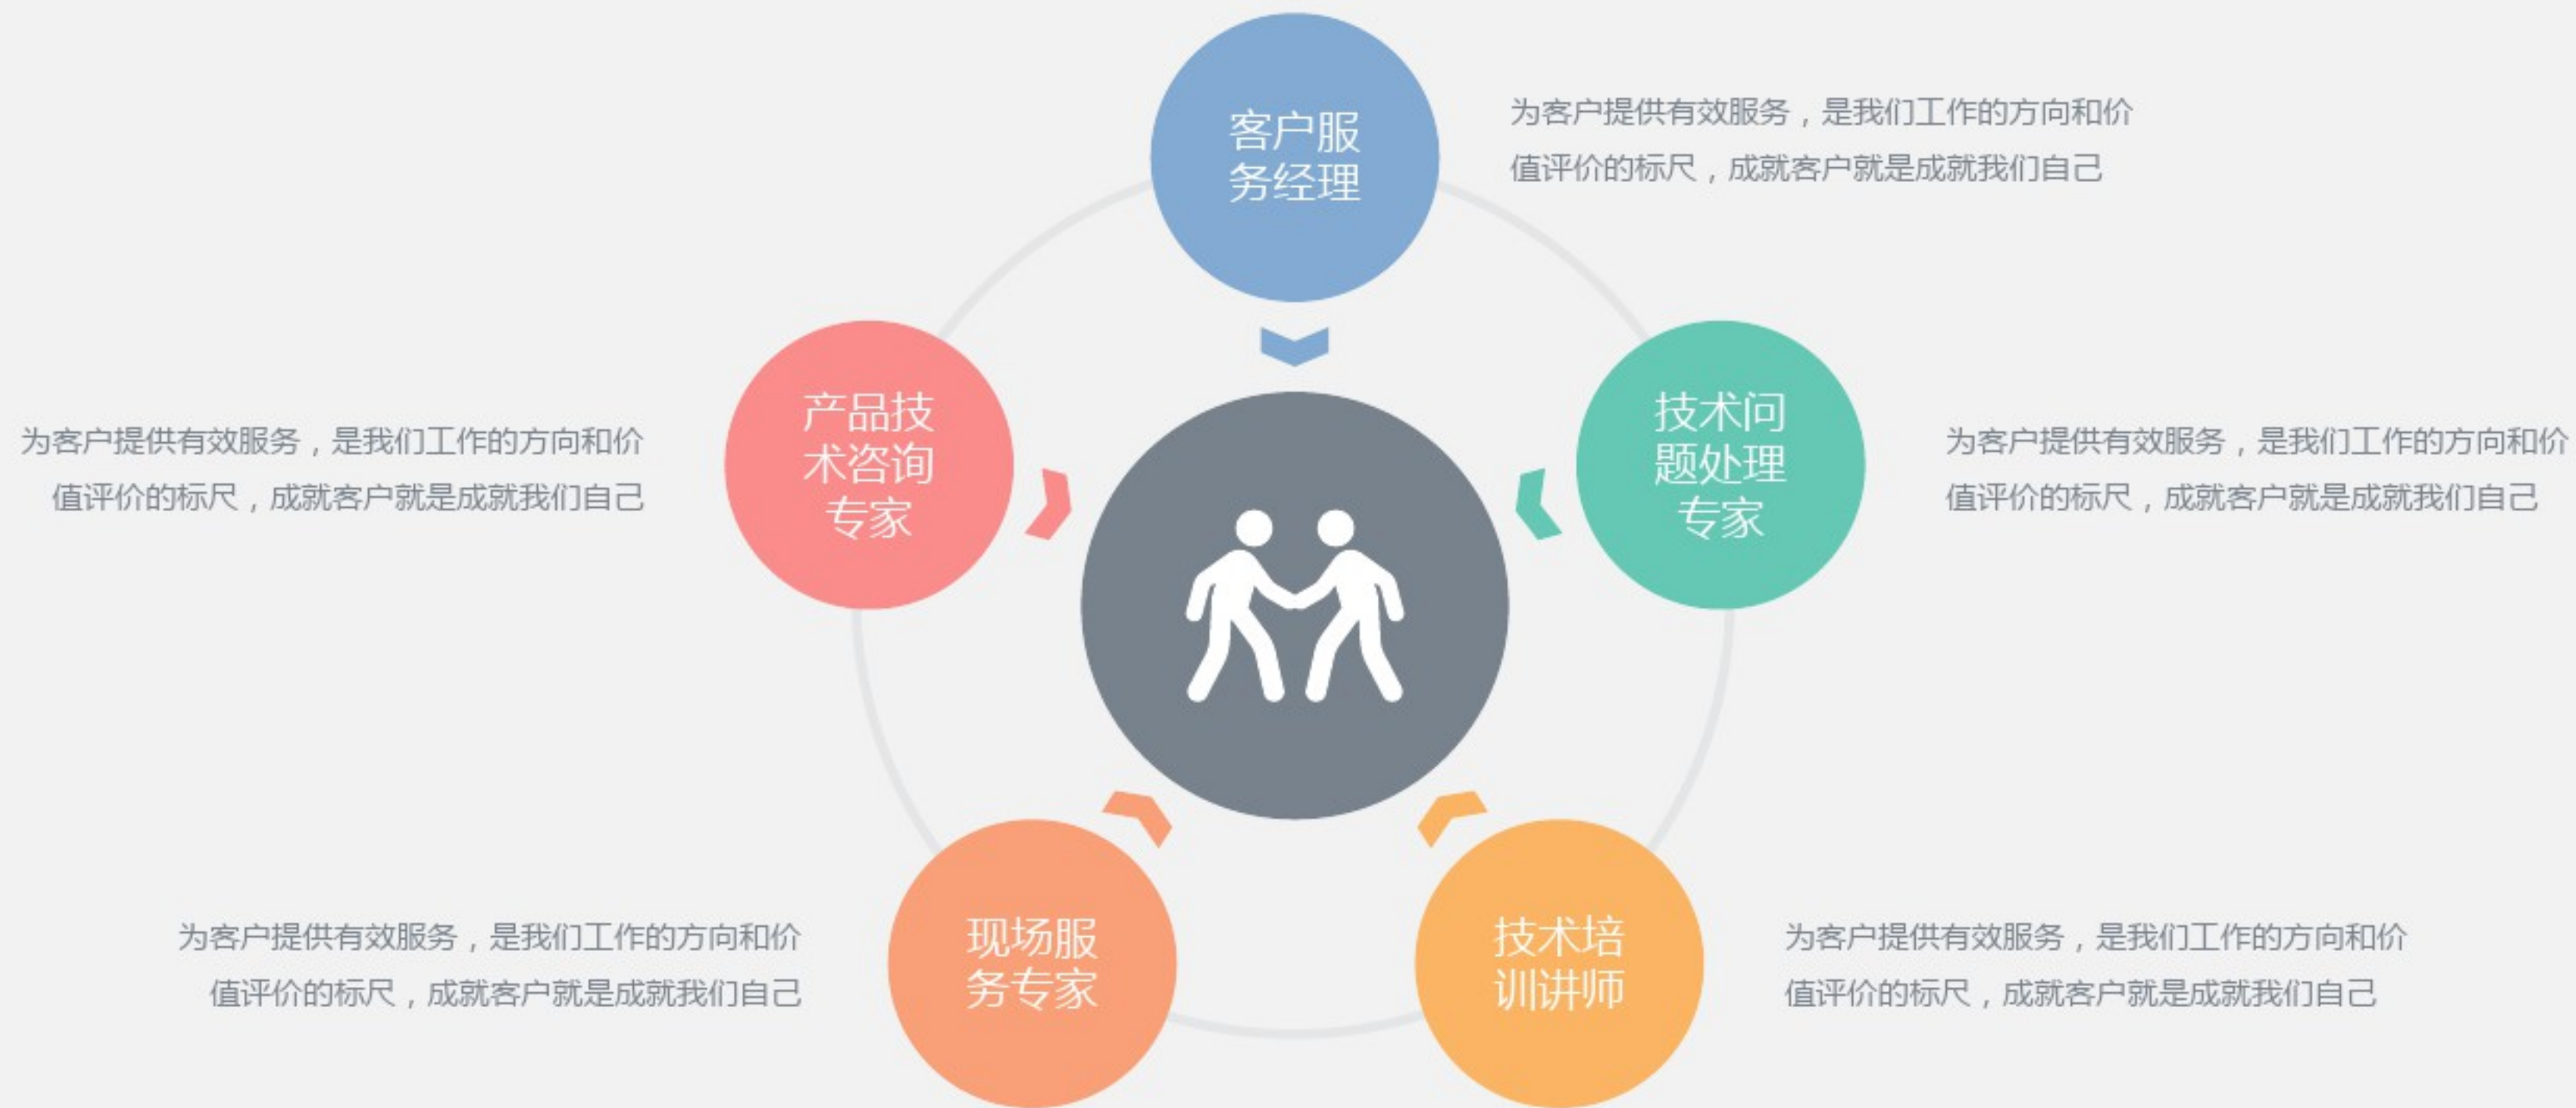 客户服
务经理
为客户提供有效服务，是我们工作的方向和价
值评价的标尺，成就客户就是成就我们自己
产品技
术咨询
专家
为客户提供有效服务，是我们工作的方向和价
值评价的标尺，成就客户就是成就我们自己
技术问
题处理
专家
为客户提供有效服务，是我们工作的方向和价
值评价的标尺，成就客户就是成就我们自己
现场服
务专家
为客户提供有效服务，是我们工作的方向和价
值评价的标尺，成就客户就是成就我们自己
技术培
训讲师
为客户提供有效服务，是我们工作的方向和价
值评价的标尺，成就客户就是成就我们自己